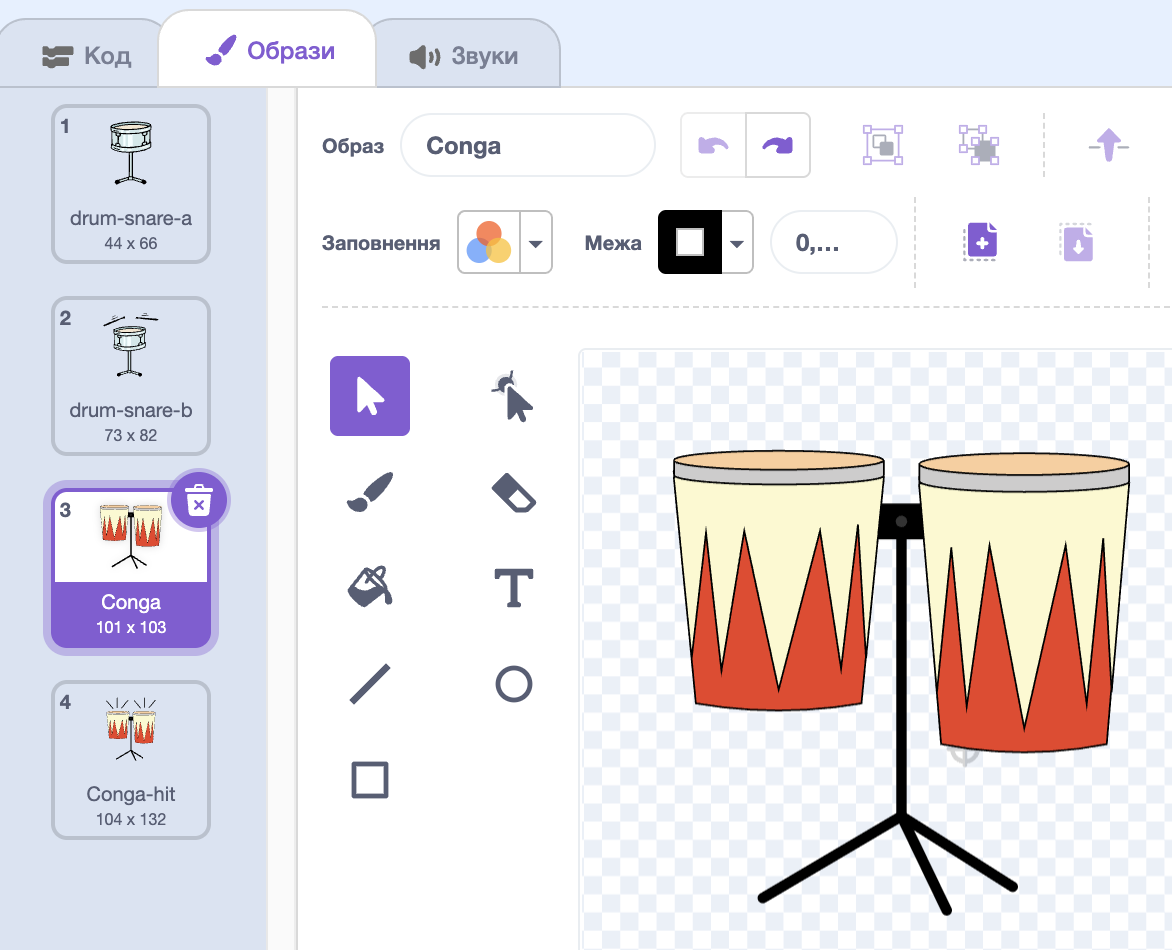 Код
Образи
Звуки
1
drum-snare-a
44 x 66
2
drum-snare-b
73 x 82
3
Conga
101 x 103
4
Conga-hit
104 x 132
Образ
Conga
Заповнення
Межа
0,...
T